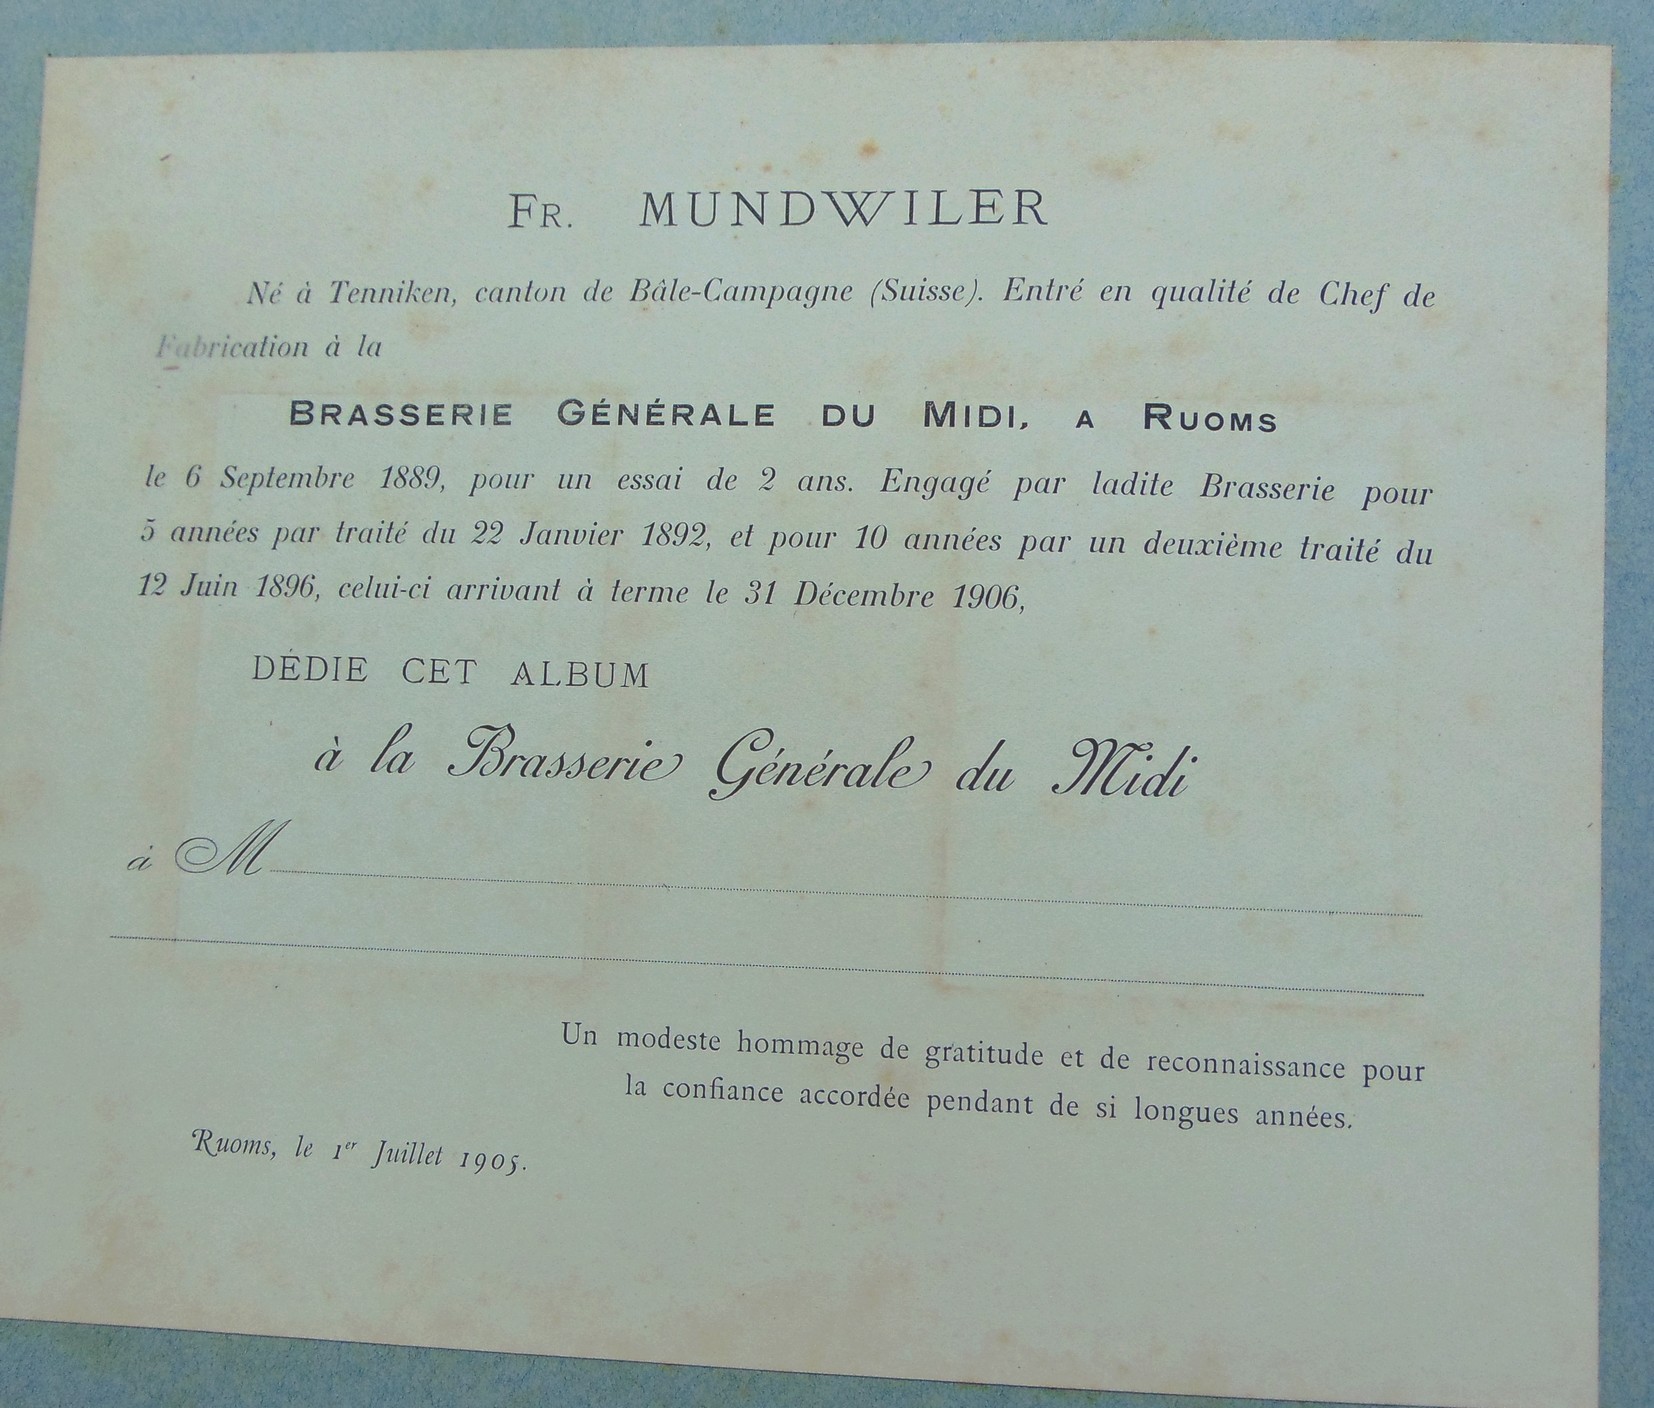 Fr. MUNDWILER
Né à Tenniken, canton de Bâle-Campagne (Suisse). Entré en qualité de Chef de
Fabrication à la
BRASSERIE GÉNÉRALE DU MIDI, A RUOMS
le 6 Septembre 1889, pour un essai de 2 ans. Engagé par ladite Brasserie pour
5 années par traité du 22 Janvier 1892, et pour 10 années par un deuxième traité du
12 Juin 1896, celui-ci arrivant à terme le 31 Décembre 1906,
DÉDIE CET ALBUM
à la Brasserie Générale du Midi
à M
Un modeste hommage de gratitude et de reconnaissance pour
la confiance accordée pendant de si longues années.
Ruoms, le 1er Juillet 1905.